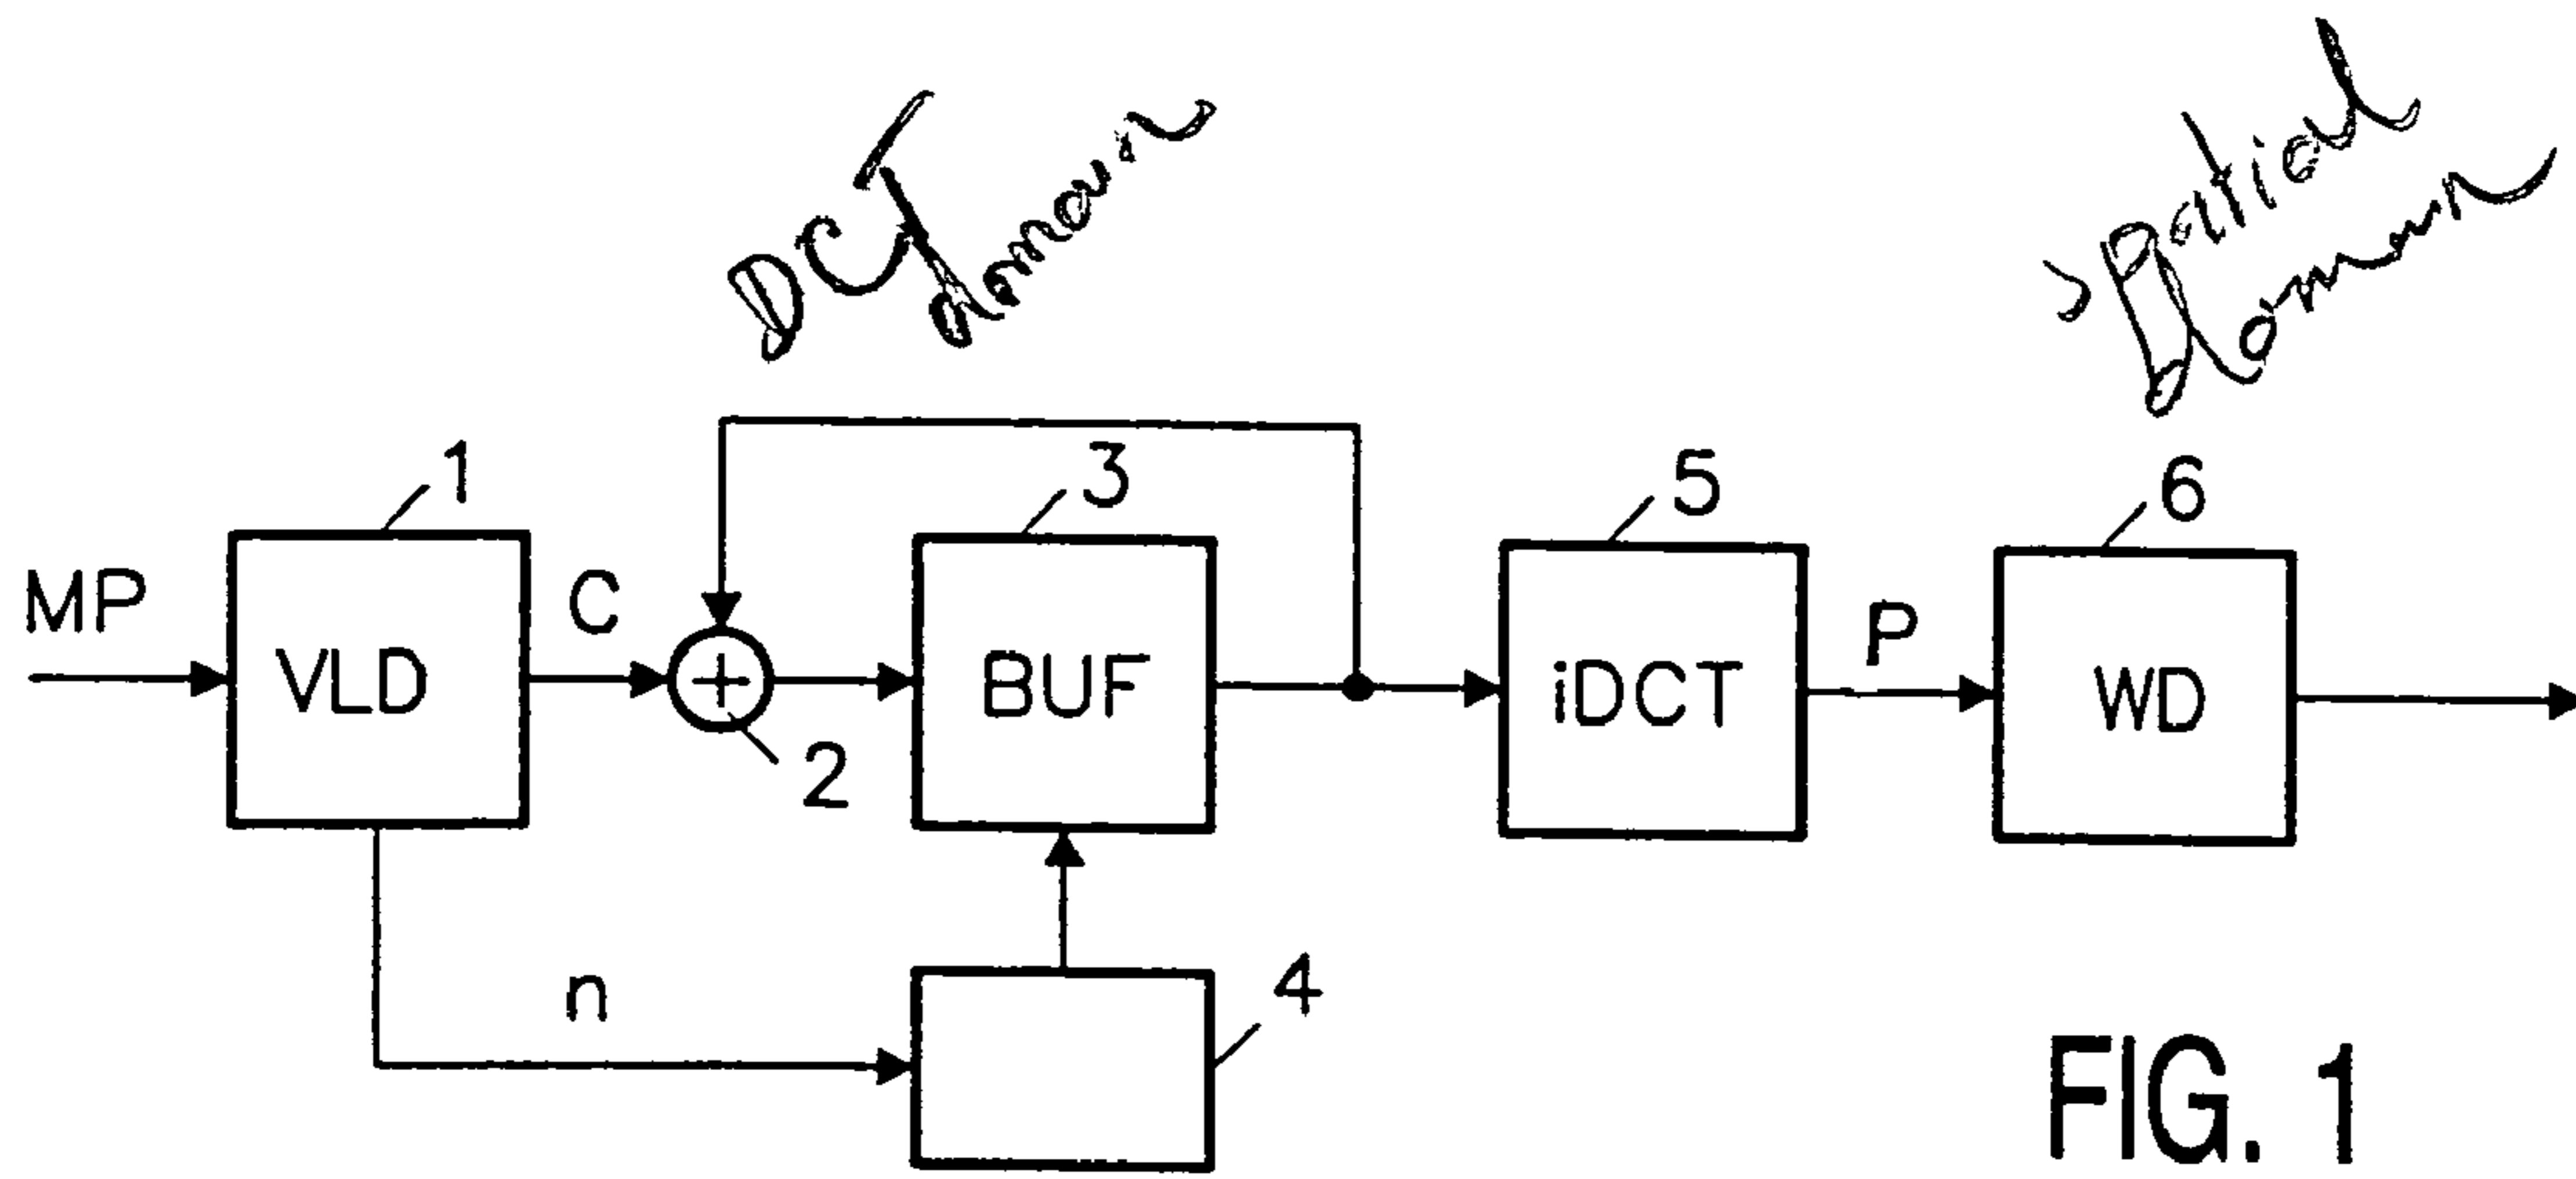 DCT
domain
spatial
domain
1
3
5
6
MP
VLD
C
+
BUF
iDCT
P
WD
2
n
4
FIG. 1